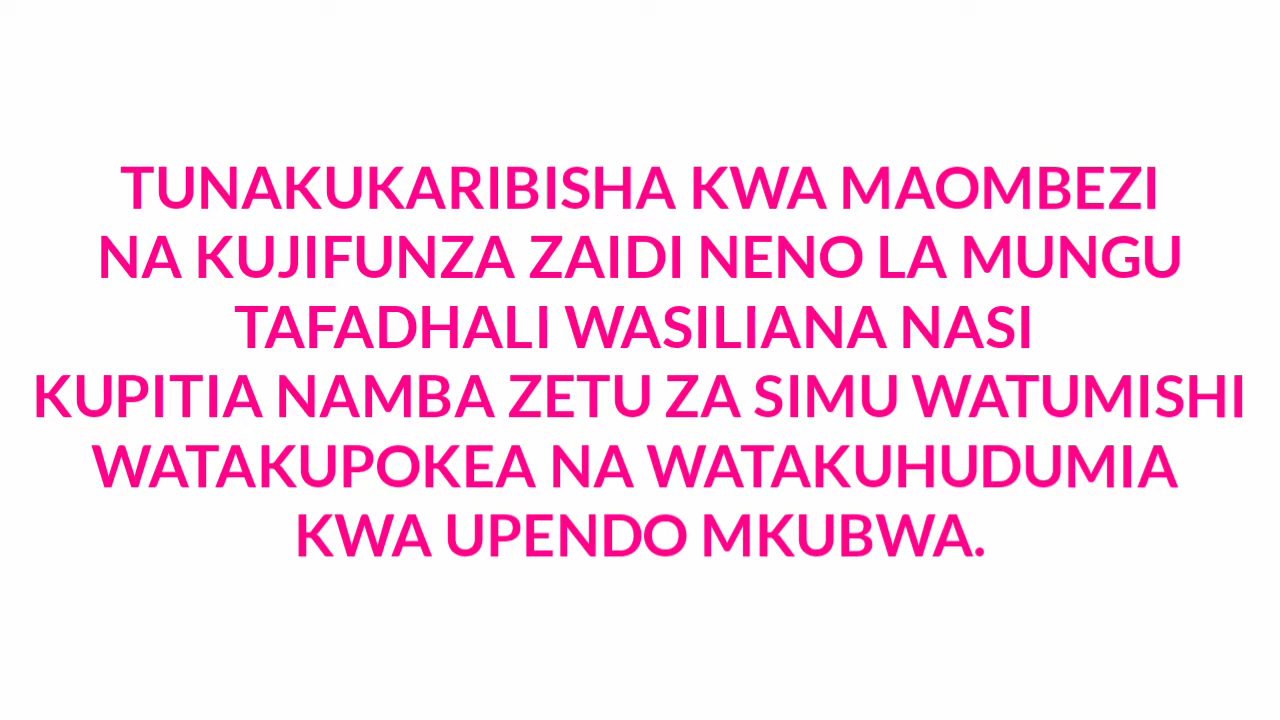 TUNAKUKARIBISHA KWA MAOMBEZI
NA KUJIFUNZA ZAIDI NENO LA MUNGU
TAFADHALI WASILIANA NASI
KUPITIA NAMBA ZETU ZA SIMU WATUMISHI
WATAKUPOKEA NA WATAKUHUDUMIA
KWA UPENDO MKUBWA.